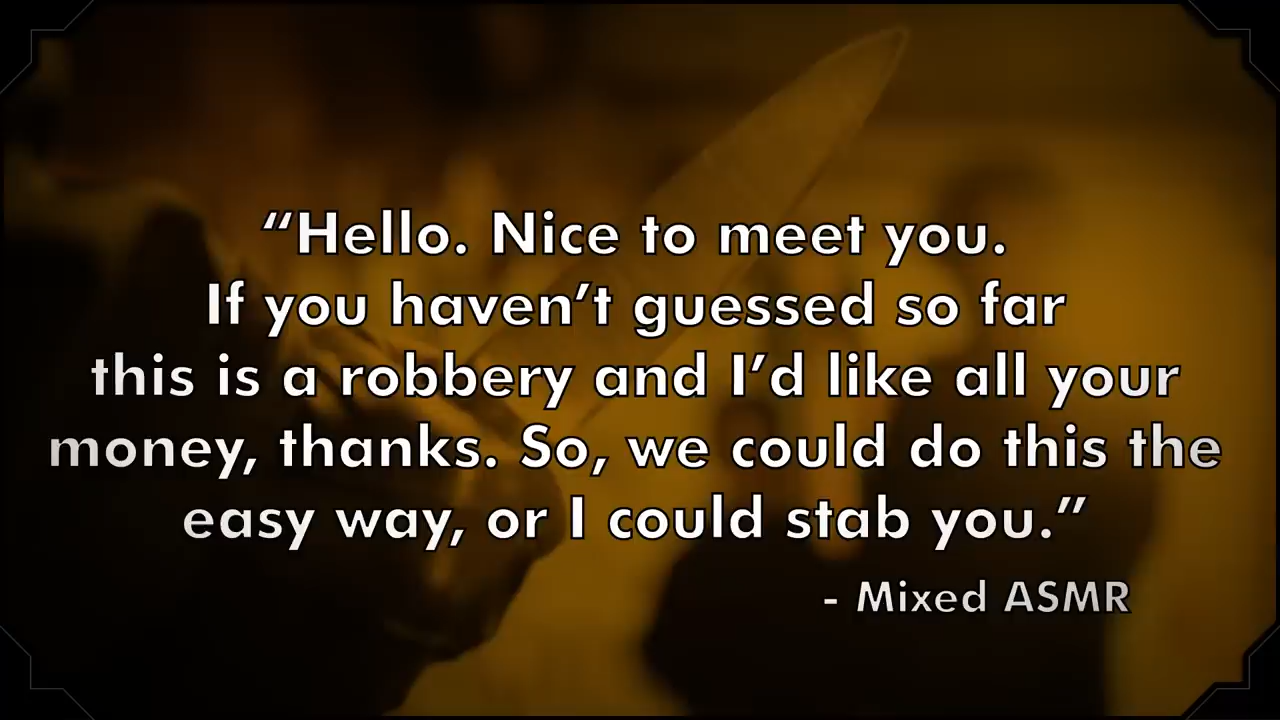 “Hello. Nice to meet you.
If you haven’t guessed so far
this is a robbery and I’d like all your
money, thanks. So, we could do this the
easy way, or I could stab you.”
- Mixed ASMR